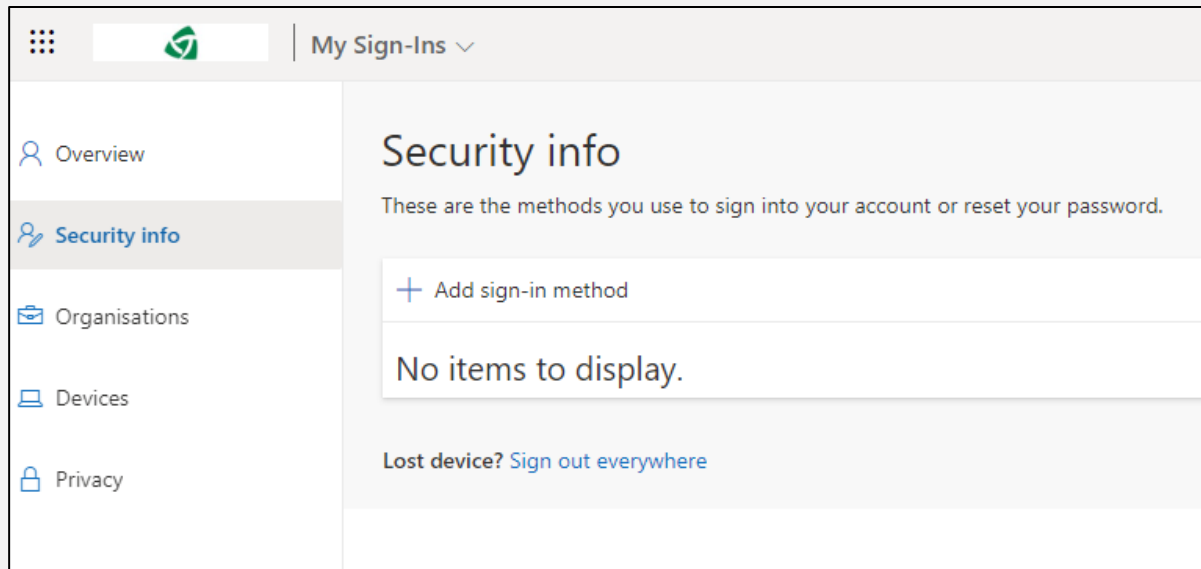 My Sign-Ins
Overview
Security info
Organisations
Devices
Privacy
Security info
These are the methods you use to sign into your account or reset your password.
Add sign-in method
No items to display.
Lost device? Sign out everywhere